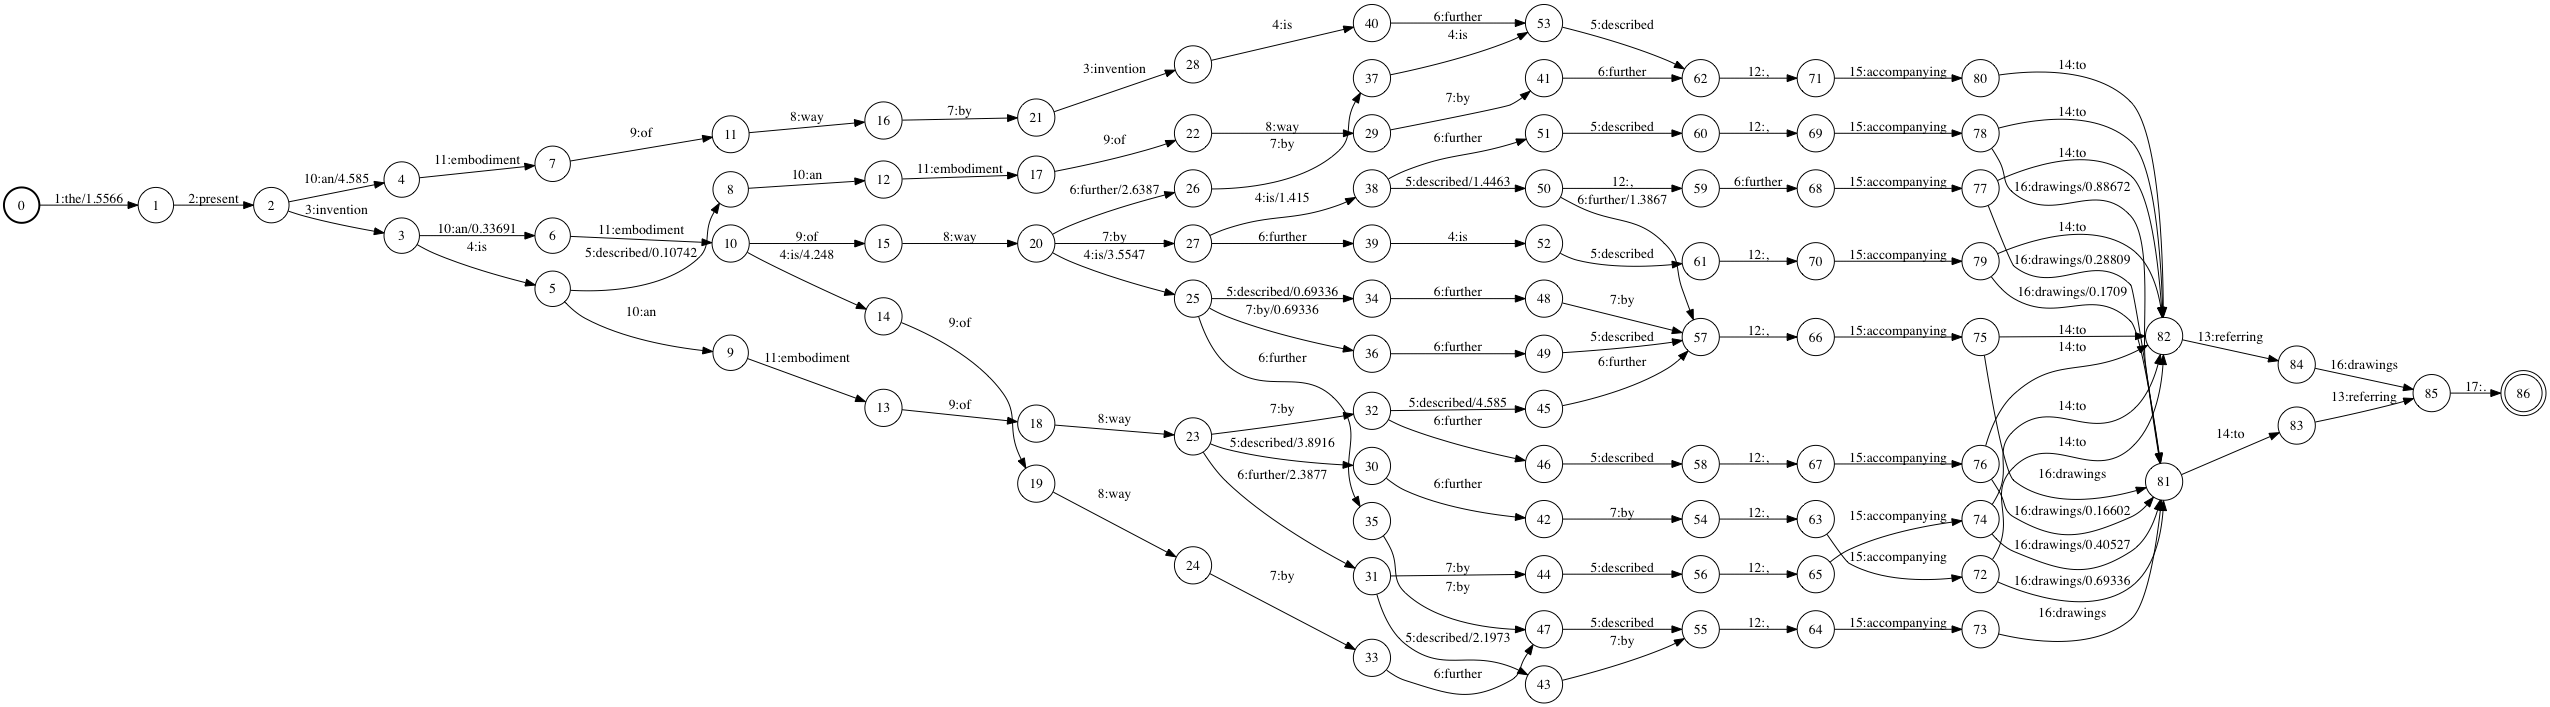 0
1:the/1.5566
1
2:present
2
10:an/4.585
3:invention
4
11:embodiment
7
9:of
11
8:way
16
7:by
21
3:invention
28
4:is
40
6:further
53
5:described
3
10:an/0.33691
4:is
6
11:embodiment
5
5:described/0.10742
10:an
8
10:an
12
11:embodiment
17
9:of
22
8:way
29
7:by
41
6:further
62
12:,
71
15:accompanying
80
14:to
10
9:of
4:is/4.248
15
8:way
20
6:further/2.6387
7:by
4:is/3.5547
26
7:by
37
4:is
27
4:is/1.415
6:further
38
6:further
5:described/1.4463
51
5:described
60
12:,
69
15:accompanying
78
14:to
16:drawings/0.88672
50
12:,
6:further/1.3867
59
6:further
68
15:accompanying
77
14:to
16:drawings/0.28809
39
4:is
52
5:described
61
12:,
70
15:accompanying
79
14:to
16:drawings/0.1709
25
5:described/0.69336
7:by/0.69336
6:further
34
6:further
48
7:by
36
6:further
49
5:described
57
12:,
66
15:accompanying
75
14:to
16:drawings
9
11:embodiment
13
9:of
14
9:of
18
8:way
23
7:by
5:described/3.8916
6:further/2.3877
32
5:described/4.585
6:further
45
6:further
46
5:described
58
12:,
67
15:accompanying
76
14:to
16:drawings/0.16602
30
6:further
42
7:by
54
12:,
63
15:accompanying
72
14:to
16:drawings/0.69336
35
7:by
31
7:by
5:described/2.1973
44
5:described
56
12:,
65
15:accompanying
74
14:to
16:drawings/0.40527
19
8:way
24
7:by
33
6:further
47
5:described
43
7:by
55
12:,
64
15:accompanying
73
16:drawings
82
13:referring
84
16:drawings
81
14:to
83
13:referring
85
17:.
86